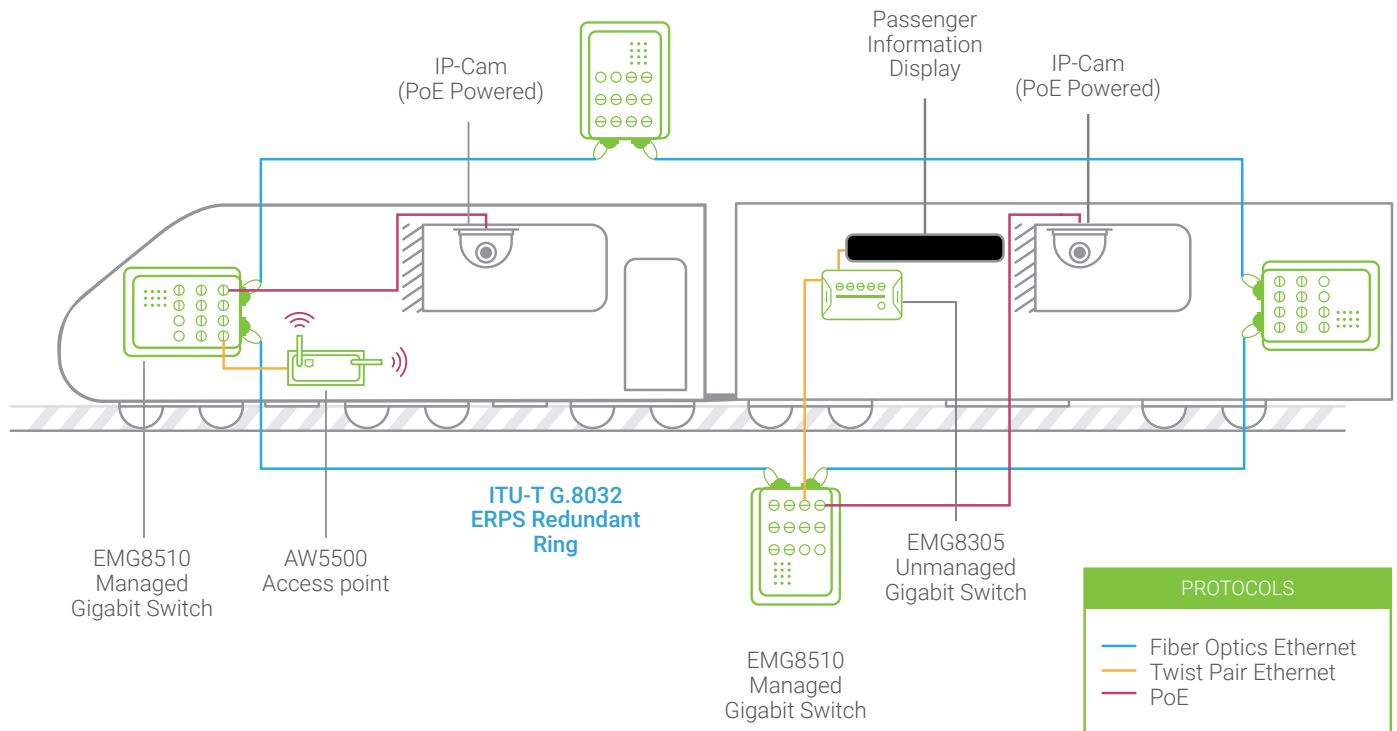 Passenger
Information
Display
IP-Cam
(PoE Powered)
IP-Cam
(PoE Powered)
ITU-T G.8032
ERPS Redundant
Ring
EMG8510
Managed
Gigabit Switch
AW5500
Access point
EMG8305
Unmanaged
Gigabit Switch
EMG8510
Managed
Gigabit Switch
PROTOCOLS
Fiber Optics Ethernet
Twist Pair Ethernet
PoE